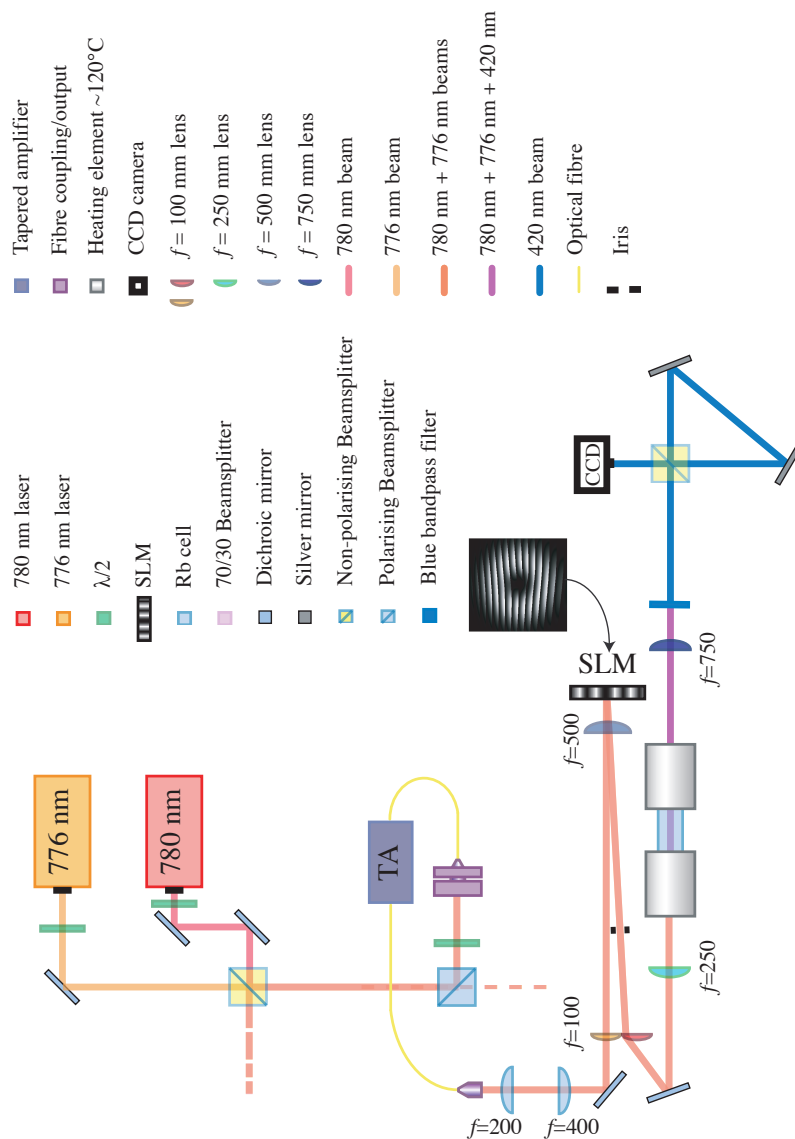 780 nm laser
776 nm laser
λ/2
SLM
Rb cell
70/30 Beamsplitter
Dichroic mirror
Silver mirror
Non-polarising Beamsplitter
Polarising Beamsplitter
Blue bandpass filter
Tapered amplifier
Fibre coupling/output
Heating element ~120°C
CCD camera
f = 100 mm lens
f = 250 mm lens
f = 500 mm lens
f = 750 mm lens
780 nm beam
776 nm beam
780 nm + 776 nm beams
780 nm + 776 nm + 420 nm
420 nm beam
Optical fibre
Iris
776 nm
780 nm
TA
f=200
f=400
f=100
f=500
SLM
f=250
f=750
CCD